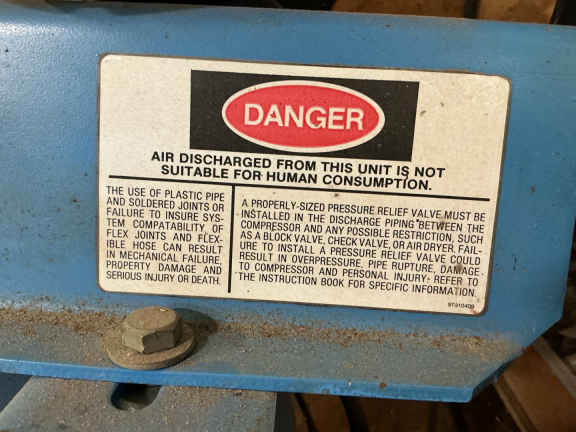 DANGER
AIR DISCHARGED FROM THIS UNIT IS NOT
SUITABLE FOR HUMAN CONSUMPTION.
THE USE OF PLASTIC PIPE
AND SOLDERED JOINTS OR
FAILURE TO INSURE SYS-
TEM COMPATABILITY OF
FLEX JOINTS AND FLEX-
IBLE HOSE CAN RESULT
IN MECHANICAL FAILURE,
PROPERTY DAMAGE AND
SERIOUS INJURY OR DEATH.
A PROPERLY-SIZED PRESSURE RELIEF VALVE MUST BE
INSTALLED IN THE DISCHARGE PIPING BETWEEN THE
COMPRESSOR AND ANY POSSIBLE RESTRICTION, SUCH
AS A BLOCK VALVE, CHECK VALVE, OR AIR DRYER. FAIL-
URE TO INSTALL A PRESSURE RELIEF VALVE COULD
RESULT IN OVERPRESSURE, PIPE RUPTURE, DAMAGE
TO COMPRESSOR AND PERSONAL INJURY. REFER TO
THE INSTRUCTION BOOK FOR SPECIFIC INFORMATION.